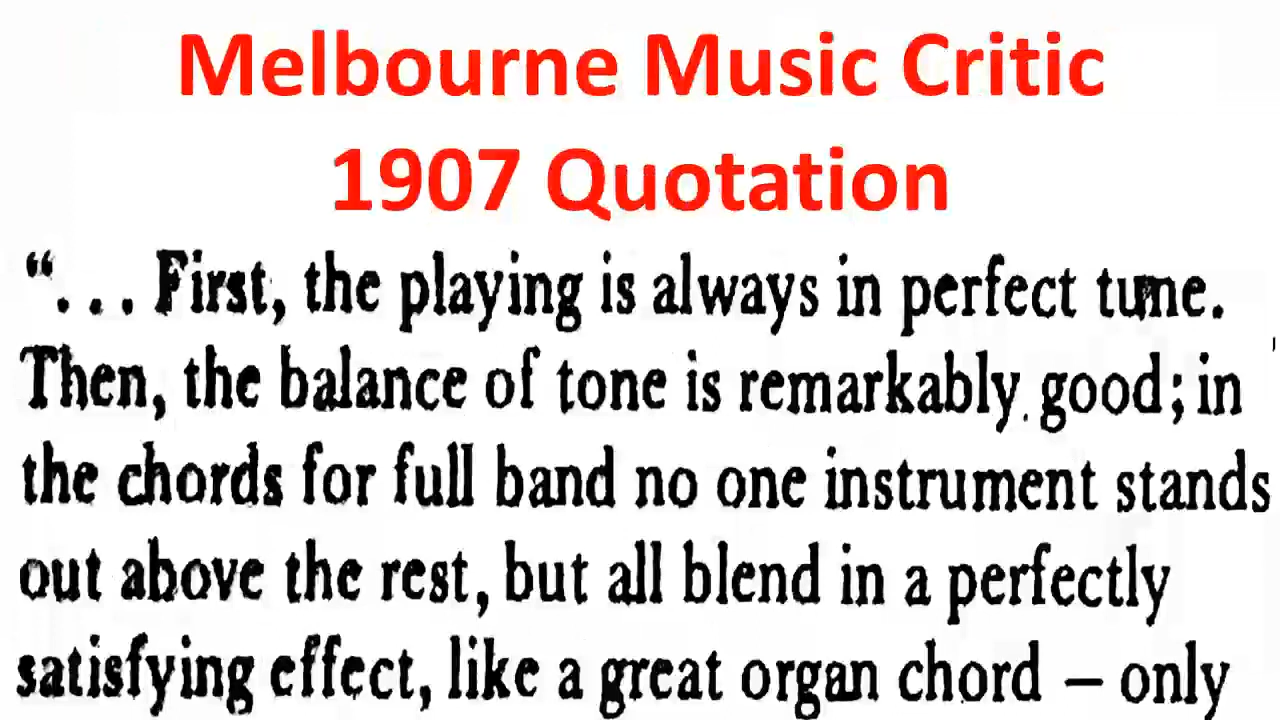 Melbourne Music Critic
1907 Quotation
“. . . First, the playing is always in perfect tune.
Then, the balance of tone is remarkably good; in
the chords for full band no one instrument stands
out above the rest, but all blend in a perfectly
satisfying effect, like a great organ chord – only